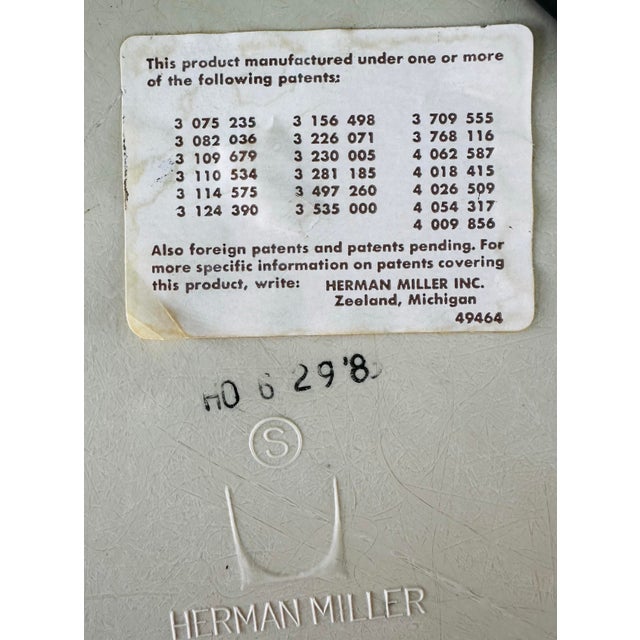 This product manufactured under one or more
of the following patents:
3 075 235 3 156 498 3 709 555
3 082 036 3 226 071 3 768 116
3 109 679 3 230 005 4 062 587
3 110 534 3 281 185 4 018 415
3 114 575 3 497 260 4 026 509
3 124 390 3 535 000 4 054 317
4 009 856
Also foreign patents and patents pending. For
more specific information on patents covering
this product, write: HERMAN MILLER INC.
Zeeland, Michigan
49464
HO 6 29
S
HERMAN MILLER